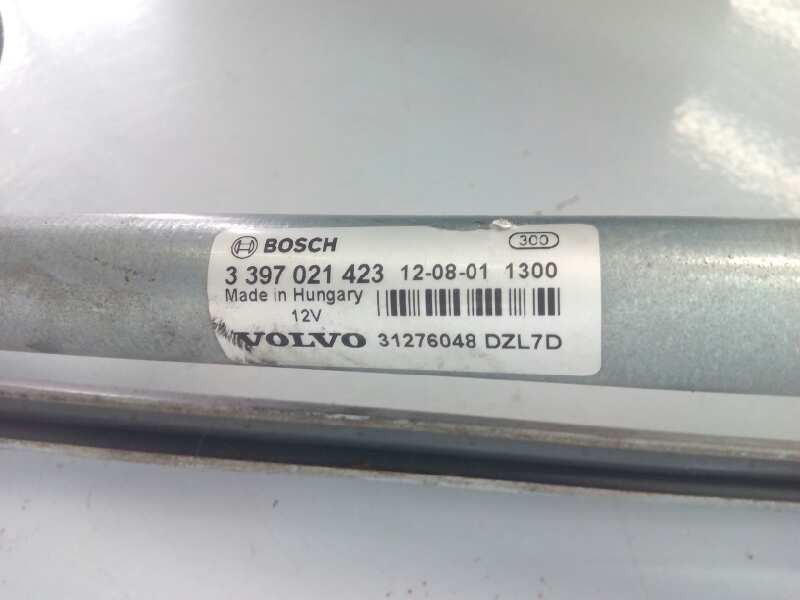 BOSCH 300
3 397 021 423 12-08-01 1300
Made in Hungary
12V
VOLVO 31276048 DZL7D